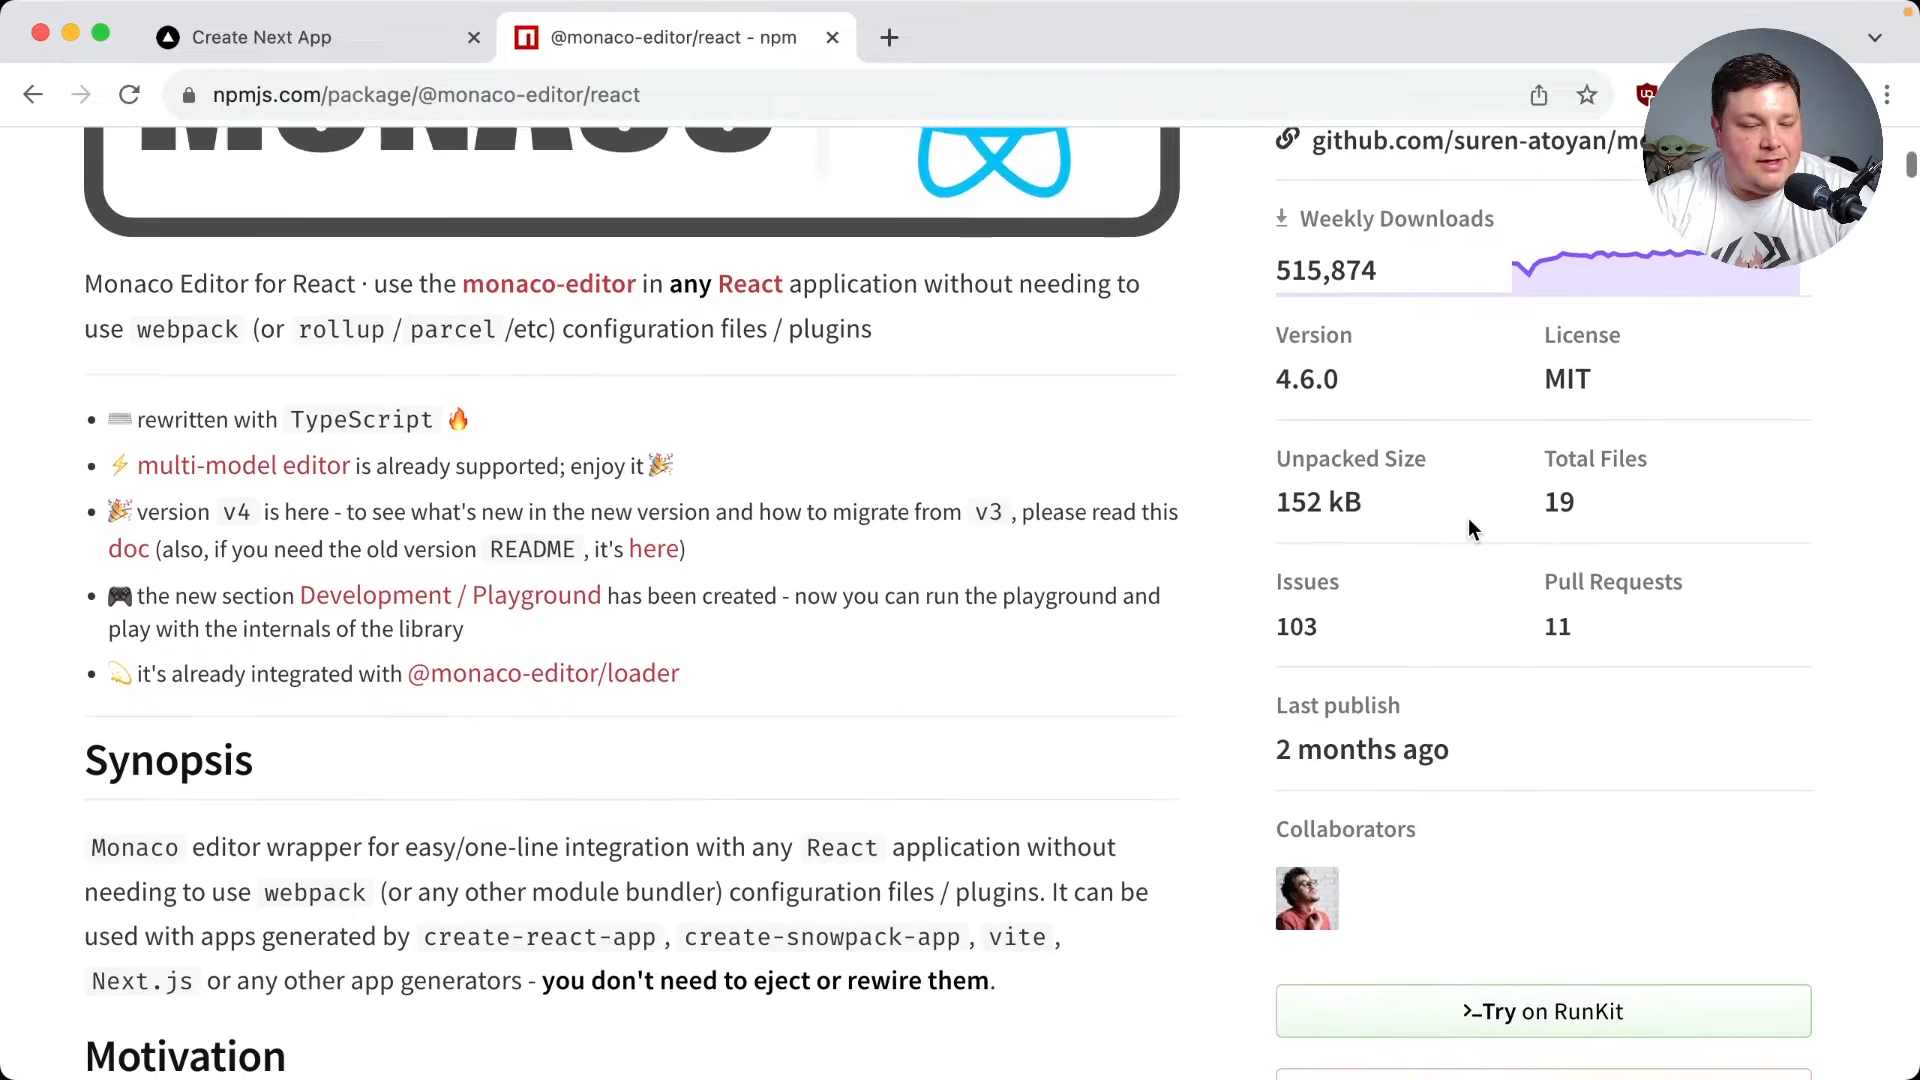 Create Next App
@monaco-editor/react - npm
npmjs.com/package/@monaco-editor/react
MONACO
github.com/suren-atoyan/mo
Weekly Downloads
515,874
Monaco Editor for React · use the monaco-editor in any React application without needing to
use webpack (or rollup / parcel /etc) configuration files / plugins
Version
License
4.6.0
MIT
⌨️ rewritten with TypeScript 🔥
⚡ multi-model editor is already supported; enjoy it 🎉
🎉 version v4 is here - to see what's new in the new version and how to migrate from v3 , please read this
doc (also, if you need the old version README , it's here)
🎮 the new section Development / Playground has been created - now you can run the playground and
play with the internals of the library
💫 it's already integrated with @monaco-editor/loader
Unpacked Size
Total Files
152 kB
19
Issues
Pull Requests
103
11
Last publish
2 months ago
Synopsis
Monaco editor wrapper for easy/one-line integration with any React application without
needing to use webpack (or any other module bundler) configuration files / plugins. It can be
used with apps generated by create-react-app , create-snowpack-app , vite ,
Next.js or any other app generators - you don't need to eject or rewire them.
Collaborators
>_Try on RunKit
Motivation